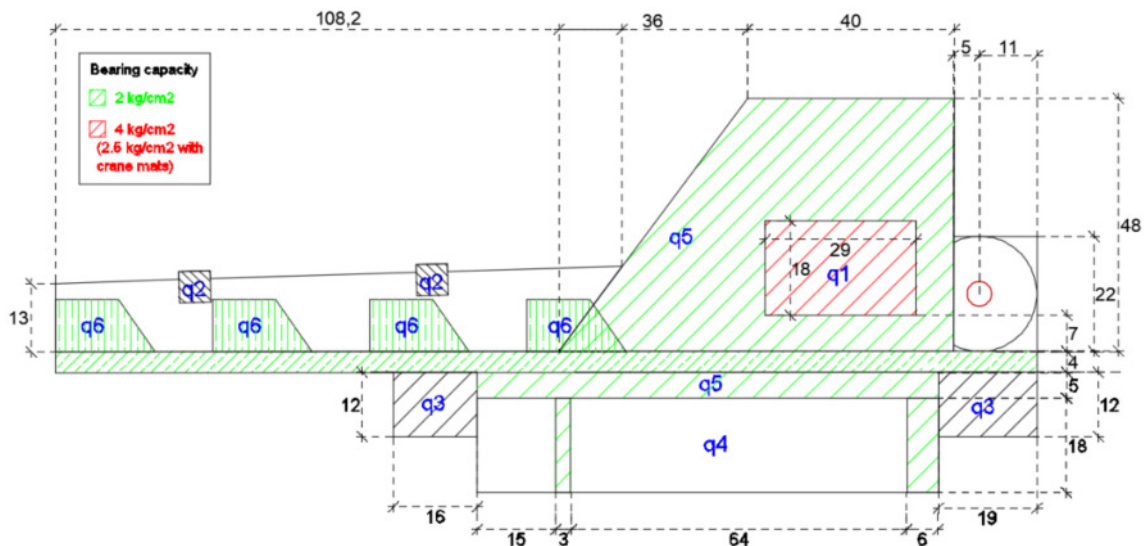 108,2
36
40
5
11
Bearing capacity
2 kg/cm2
4 kg/cm2
(2.5 kg/cm2 with
crane mats)
48
q5
29
18
q1
22
q2
q2
13
q6
q6
q6
q6
7
4
5
q5
12
q3
q3
12
q4
18
16
15
3
64
6
19